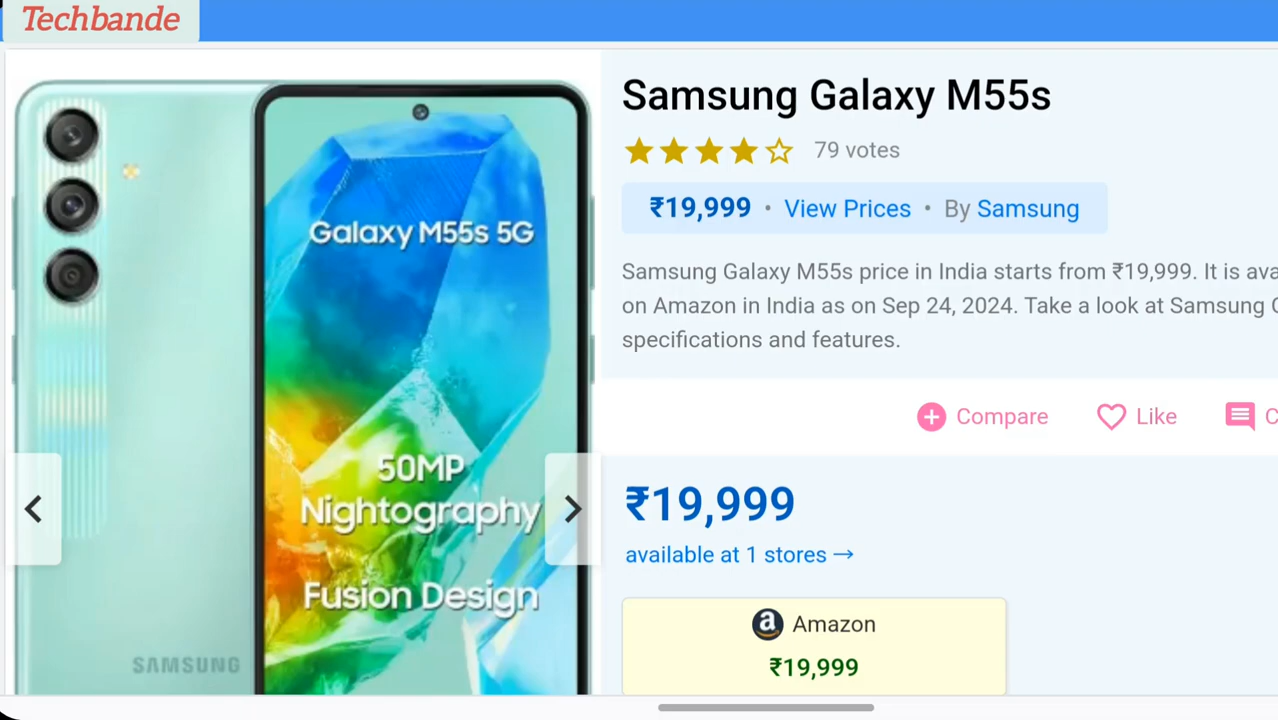 Techbande
Galaxy M55s 5G
50MP
Nightography
Fusion Design
SAMSUNG
Samsung Galaxy M55s
79 votes
₹19,999 • View Prices • By Samsung
Samsung Galaxy M55s price in India starts from ₹19,999. It is
on Amazon in India as on Sep 24, 2024. Take a look at Samsung
specifications and features.
Compare Like
₹19,999
available at 1 stores →
a Amazon
₹19,999